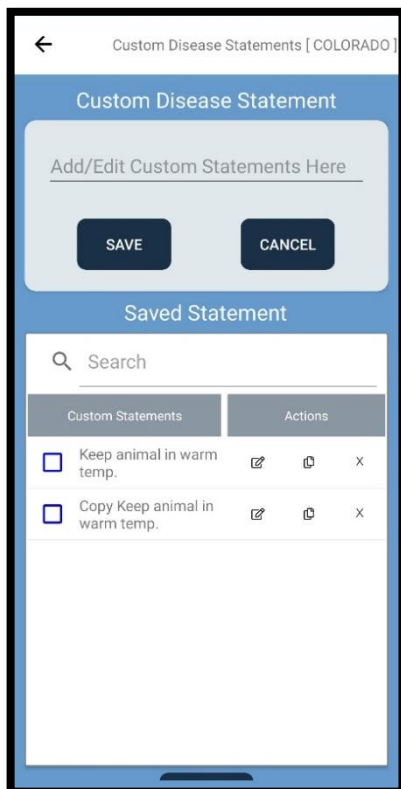 Custom Disease Statements [ COLORADO ]
Custom Disease Statement
Add/Edit Custom Statements Here
SAVE CANCEL
Saved Statement
Search
Custom Statements Actions
Keep animal in warm
temp. X
Copy Keep animal in
warm temp. X